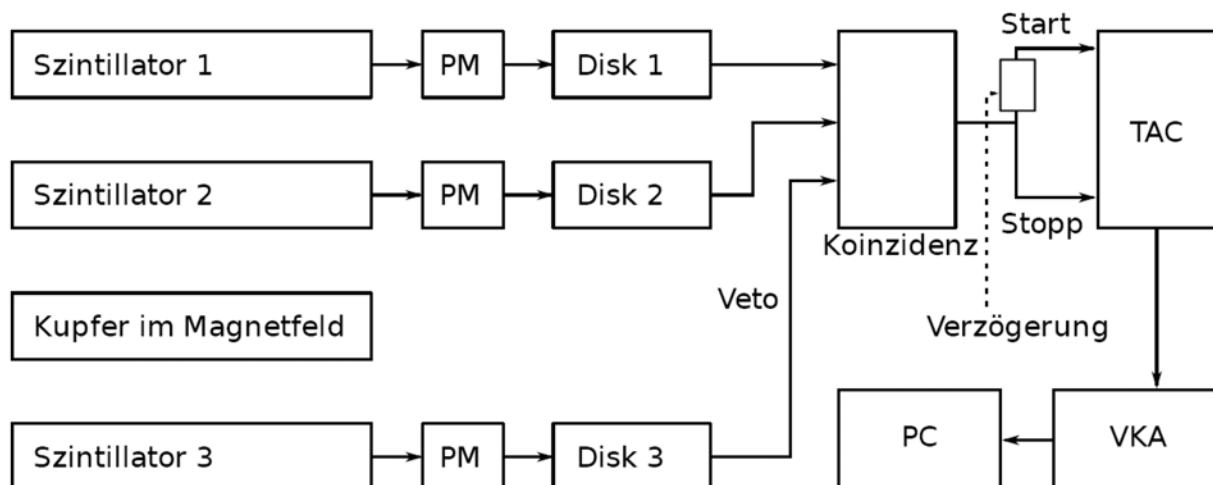 Szintillator 1
PM
Disk 1
Start
TAC
Szintillator 2
PM
Disk 2
Stopp
Koinzidenz
Kupfer im Magnetfeld
Veto
Verzögerung
Szintillator 3
PM
Disk 3
PC
VKA